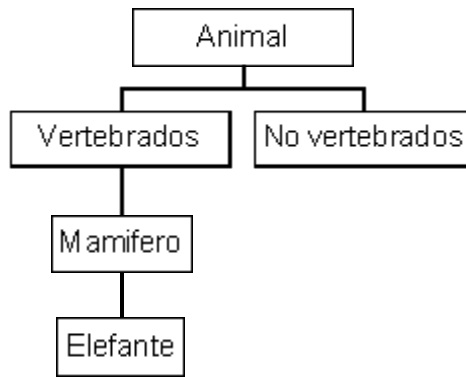 Animal
Vertebrados
No vertebrados
Mamifero
Elefante